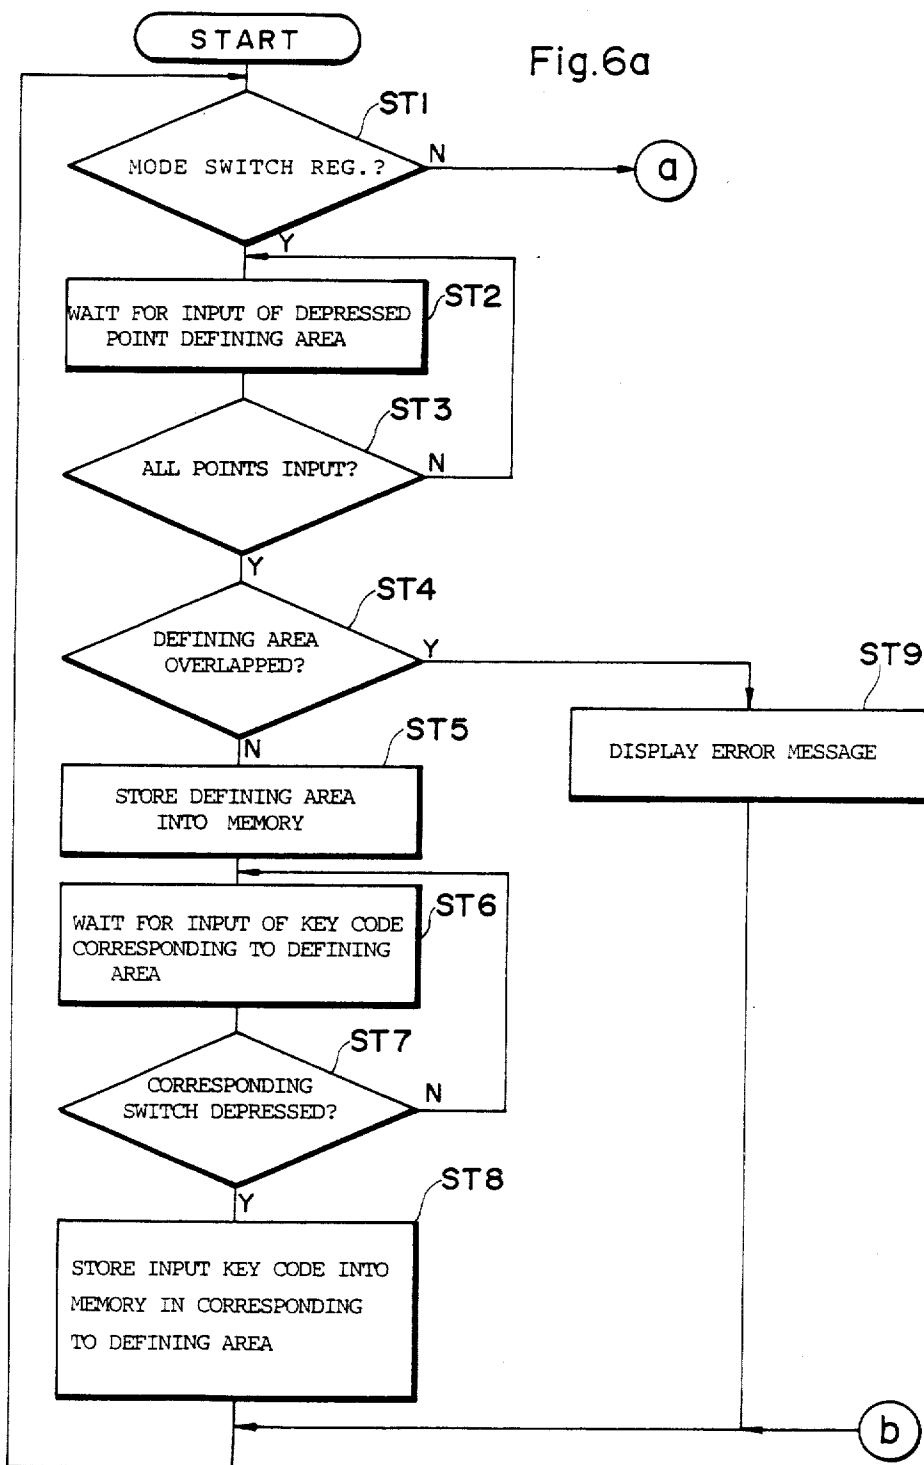 START
Fig.6a
ST1
MODE SWITCH REG.?
N
a
Y
ST2
WAIT FOR INPUT OF DEPRESSED
POINT DEFINING AREA
ST3
ALL POINTS INPUT?
N
Y
ST4
DEFINING AREA
OVERLAPPED?
Y
ST9
N
ST5
DISPLAY ERROR MESSAGE
STORE DEFINING AREA
INTO MEMORY
ST6
WAIT FOR INPUT OF KEY CODE
CORRESPONDING TO DEFINING
AREA
ST7
CORRESPONDING
SWITCH DEPRESSED?
N
Y
ST8
STORE INPUT KEY CODE INTO
MEMORY IN CORRESPONDING
TO DEFINING AREA
b